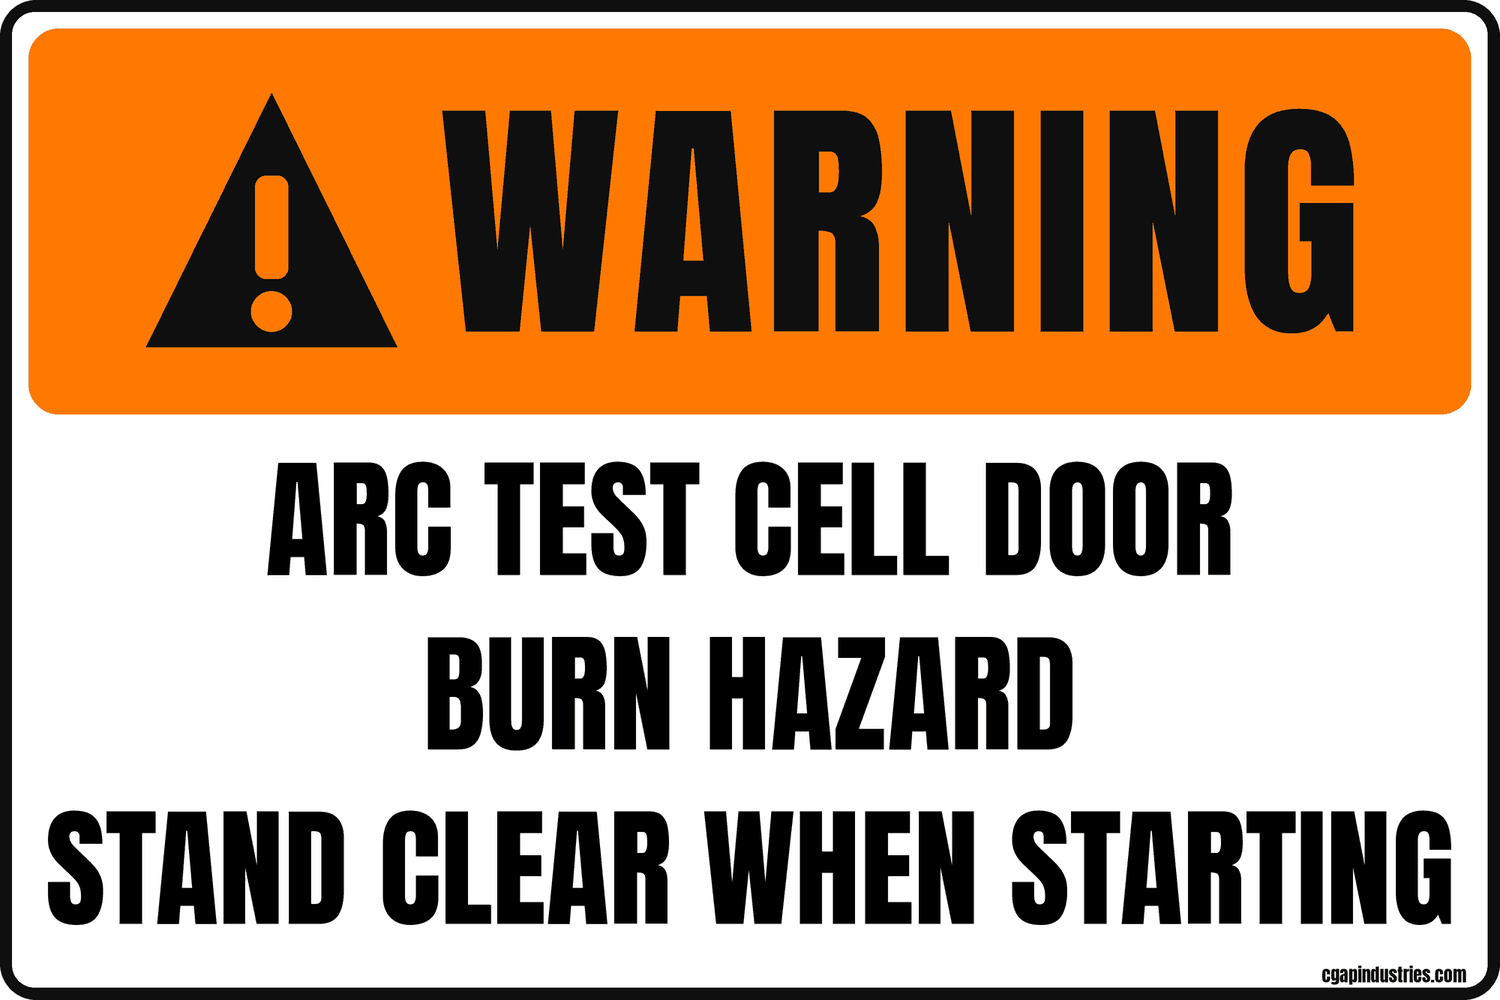 WARNING
ARC TEST CELL DOOR
BURN HAZARD
STAND CLEAR WHEN STARTING
cgapindustries.com